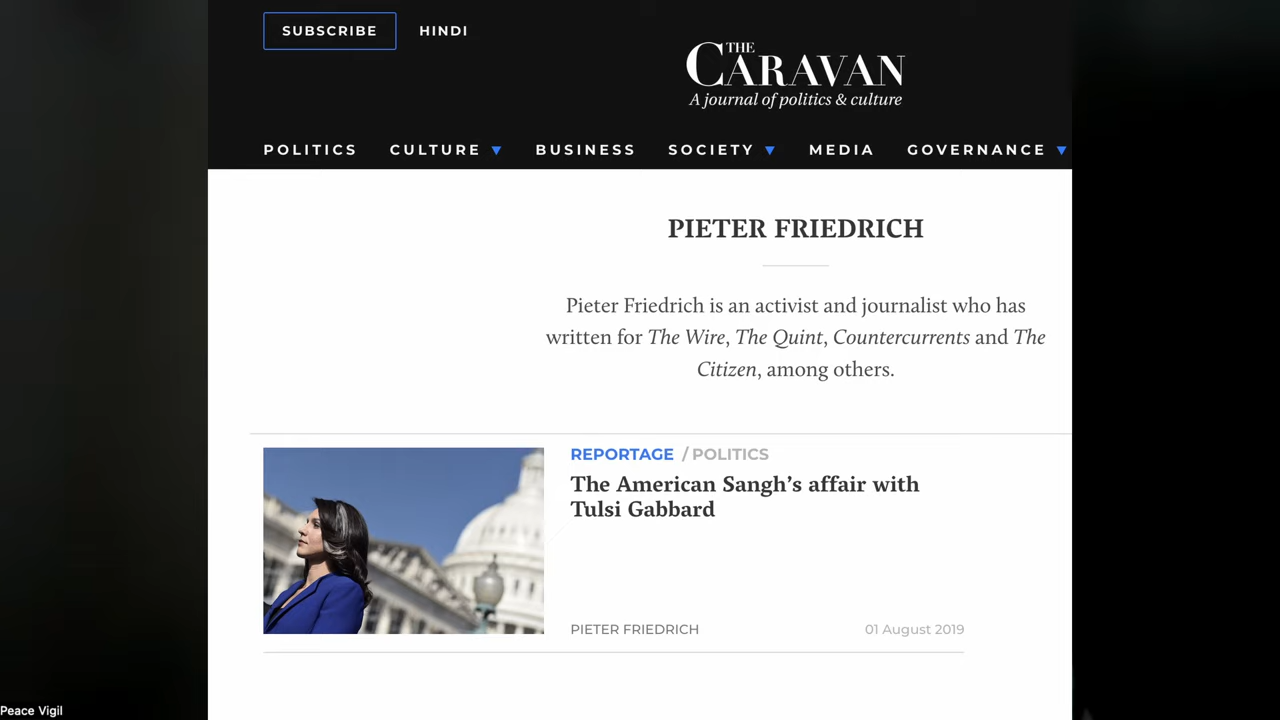 SUBSCRIBE
HINDI
THE
CARAVAN
A journal of politics & culture
POLITICS
CULTURE
BUSINESS
SOCIETY
MEDIA
GOVERNANCE
PIETER FRIEDRICH
Pieter Friedrich is an activist and journalist who has
written for The Wire, The Quint, Countercurrents and The
Citizen, among others.
REPORTAGE / POLITICS
The American Sangh’s affair with
Tulsi Gabbard
PIETER FRIEDRICH
01 August 2019
Peace Vigil